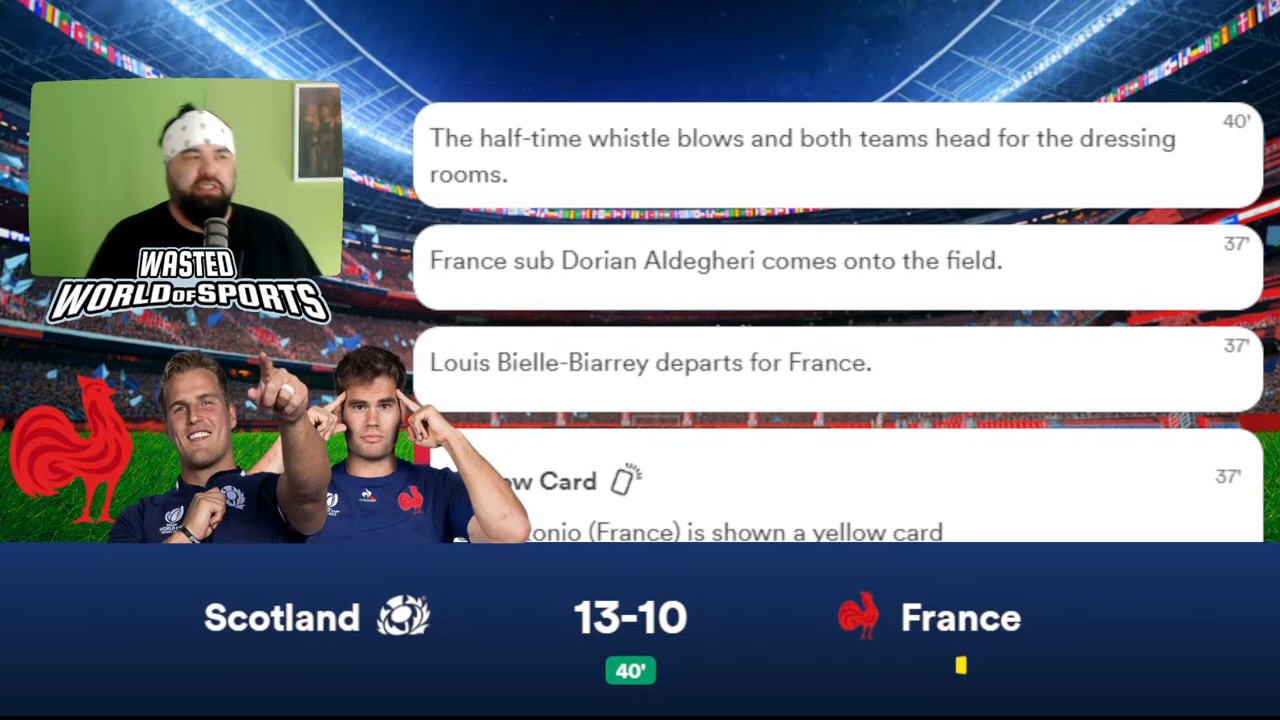 The half-time whistle blows and both teams head for the dressing
rooms.
40'
France sub Dorian Aldegheri comes onto the field.
37'
Louis Bielle-Biarrey departs for France.
37'
ow Card
37'
onio (France) is shown a yellow card
WASTED
WORLD OF SPORTS
Scotland
13-10
France
40'